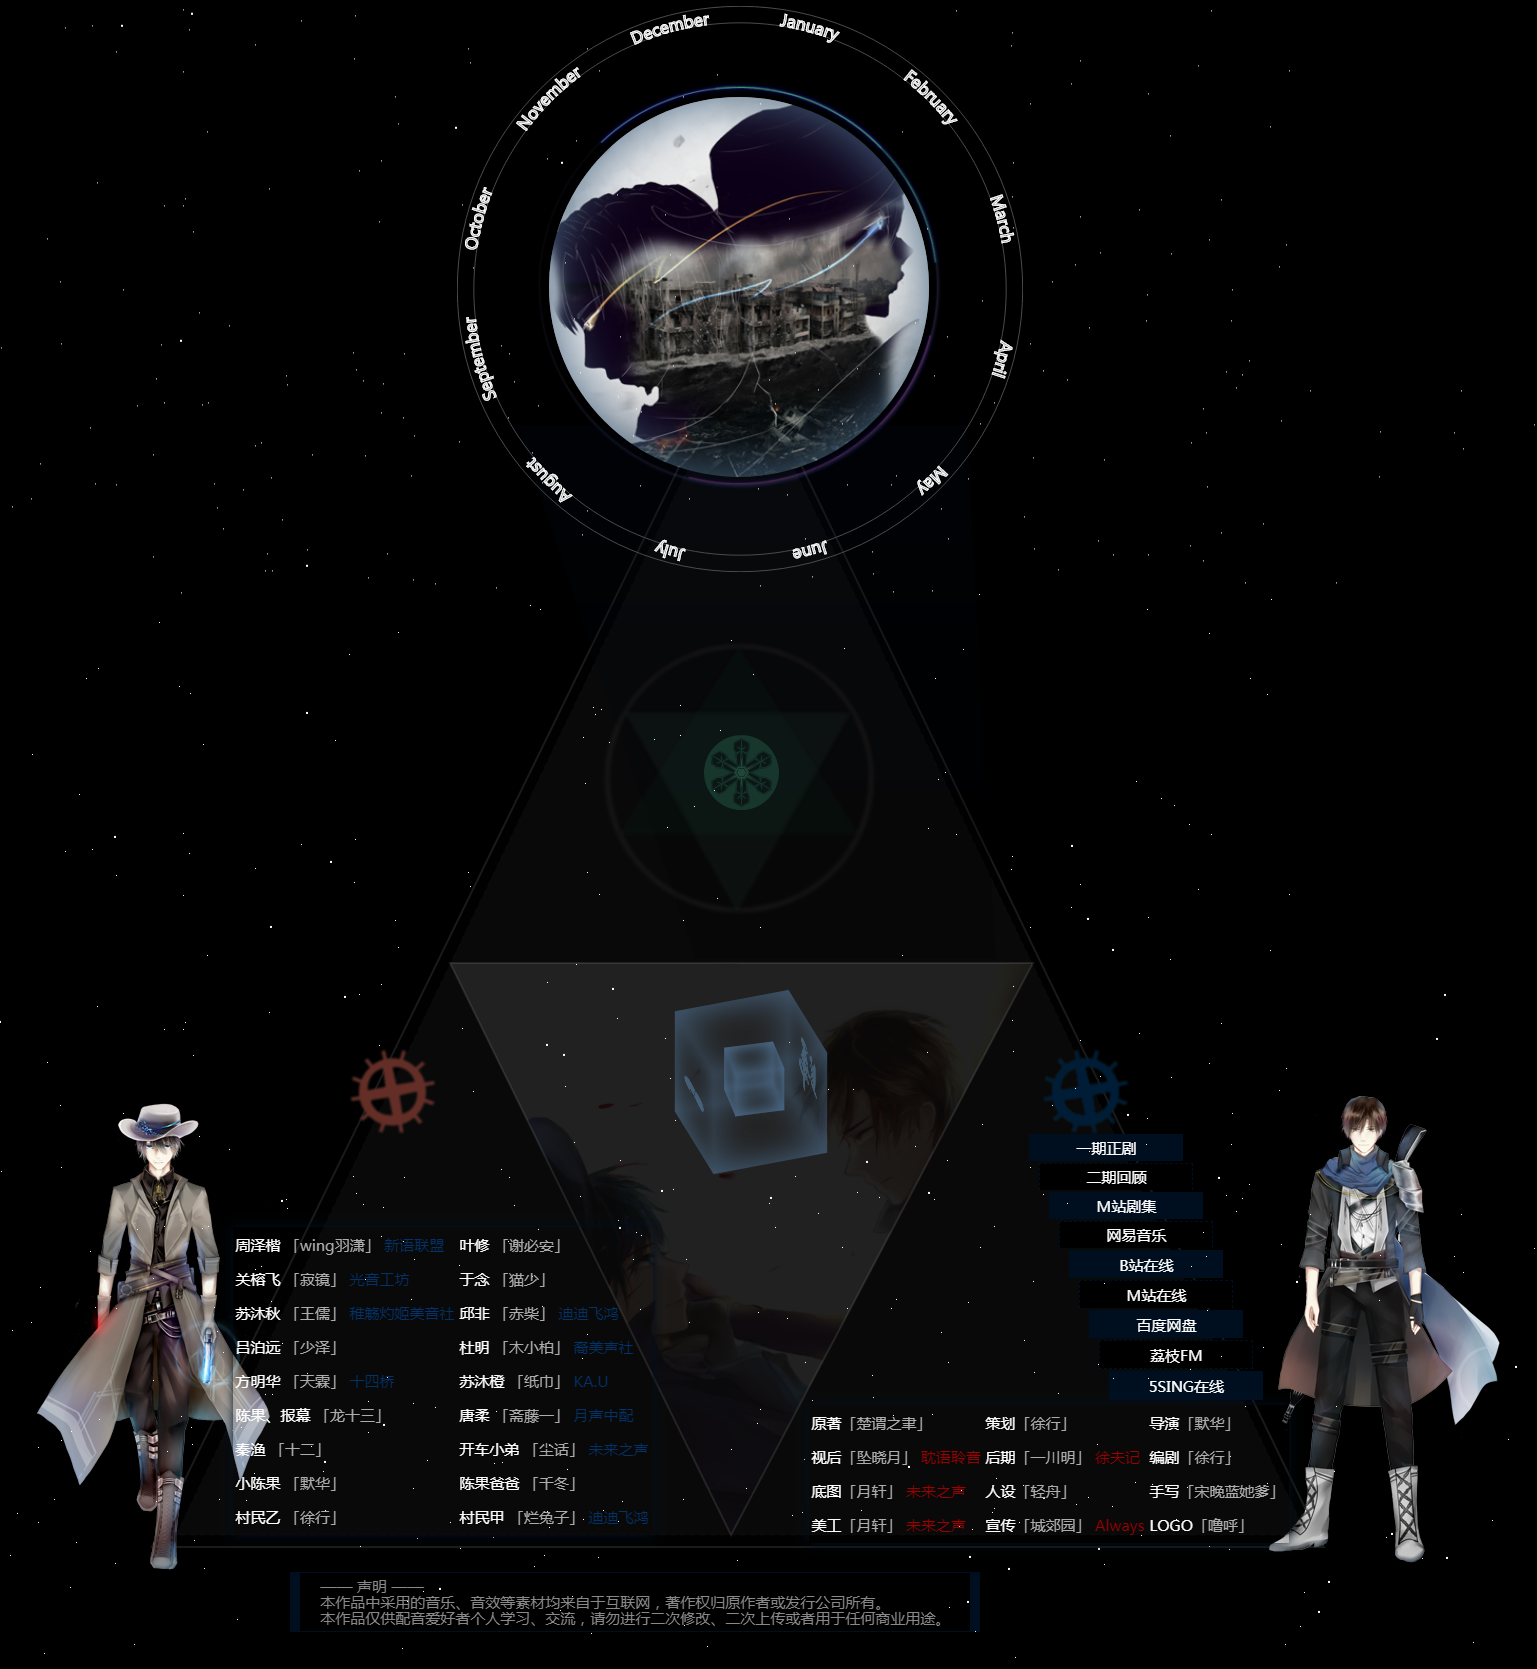 December
January
February
March
April
May
June
July
August
September
October
November
一期正剧
二期回顾
M站剧集
网易音乐
B站在线
M站在线
百度网盘
荔枝FM
5SING在线
周泽楷 「wing羽潇」 新语联盟 叶修 「谢必安」
关榕飞 「寂镜」 光音工坊 于念 「猫少」
苏沐秋 「王儒」 稚觞灼姬美音社 邱非 「赤柴」 迪迪飞鸿
吕泊远 「少泽」 杜明 「木小柏」 鸢美声社
方明华 「天霖」 十四桥 苏沐橙 「纸巾」 KA.U
陈果、报幕 「龙十三」 唐柔 「斋藤一」 月声中配
秦渔 「十二」 开车小弟 「尘话」 未来之声
小陈果 「默华」 陈果爸爸 「千冬」
村民乙 「徐行」 村民甲 「烂兔子」 迪迪飞鸿
原著「楚谓之聿」 策划「徐行」 导演「默华」
视后「坠晓月」 耽语聆音 后期「一川明」 徐夫记 编剧「徐行」
底图「月轩」 未来之声 人设「轻舟」 手写「宋晚蓝她爹」
美工「月轩」 未来之声 宣传「城郊园」 Always LOGO「噜呼」
—— 声明 ——
本作品中采用的音乐、音效等素材均来自于互联网，著作权归原作者或发行公司所有。
本作品仅供配音爱好者个人学习、交流，请勿进行二次修改、二次上传或者用于任何商业用途。